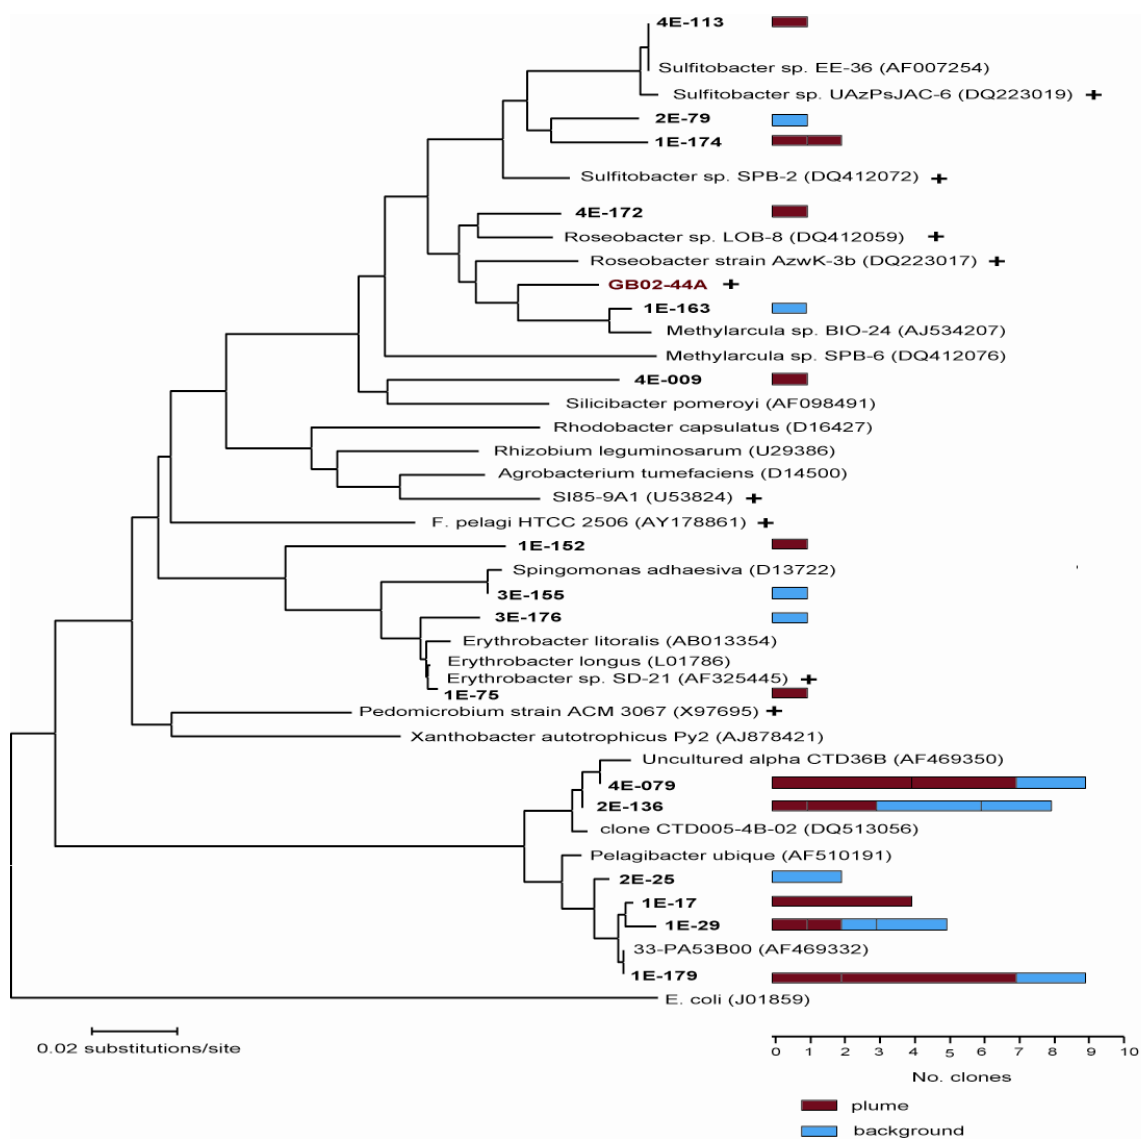 4E-113
Sulfitobacter sp. EE-36 (AF007254)
Sulfitobacter sp. UAzPsJAC-6 (DQ223019) +
2E-79
1E-174
Sulfitobacter sp. SPB-2 (DQ412072) +
4E-172
Roseobacter sp. LOB-8 (DQ412059) +
Roseobacter strain AzwK-3b (DQ223017) +
GB02-44A +
1E-163
Methylarcula sp. BIO-24 (AJ534207)
Methylarcula sp. SPB-6 (DQ412076)
4E-009
Silicibacter pomeroyi (AF098491)
Rhodobacter capsulatus (D16427)
Rhizobium leguminosarum (U29386)
Agrobacterium tumefaciens (D14500)
SI85-9A1 (U53824) +
F. pelagi HTCC 2506 (AY178861) +
1E-152
Spingomonas adhaesiva (D13722)
3E-155
3E-176
Erythrobacter litoralis (AB013354)
Erythrobacter longus (L01786)
Erythrobacter sp. SD-21 (AF325445) +
1E-75
Pedomicrobium strain ACM 3067 (X97695) +
Xanthobacter autotrophicus Py2 (AJ878421)
Uncultured alpha CTD36B (AF469350)
4E-079
2E-136
clone CTD005-4B-02 (DQ513056)
Pelagibacter ubique (AF510191)
2E-25
1E-17
1E-29
33-PA53B00 (AF469332)
1E-179
E. coli (J01859)
0.02 substitutions/site
0 1 2 3 4 5 6 7 8 9 10
No. clones
plume
background